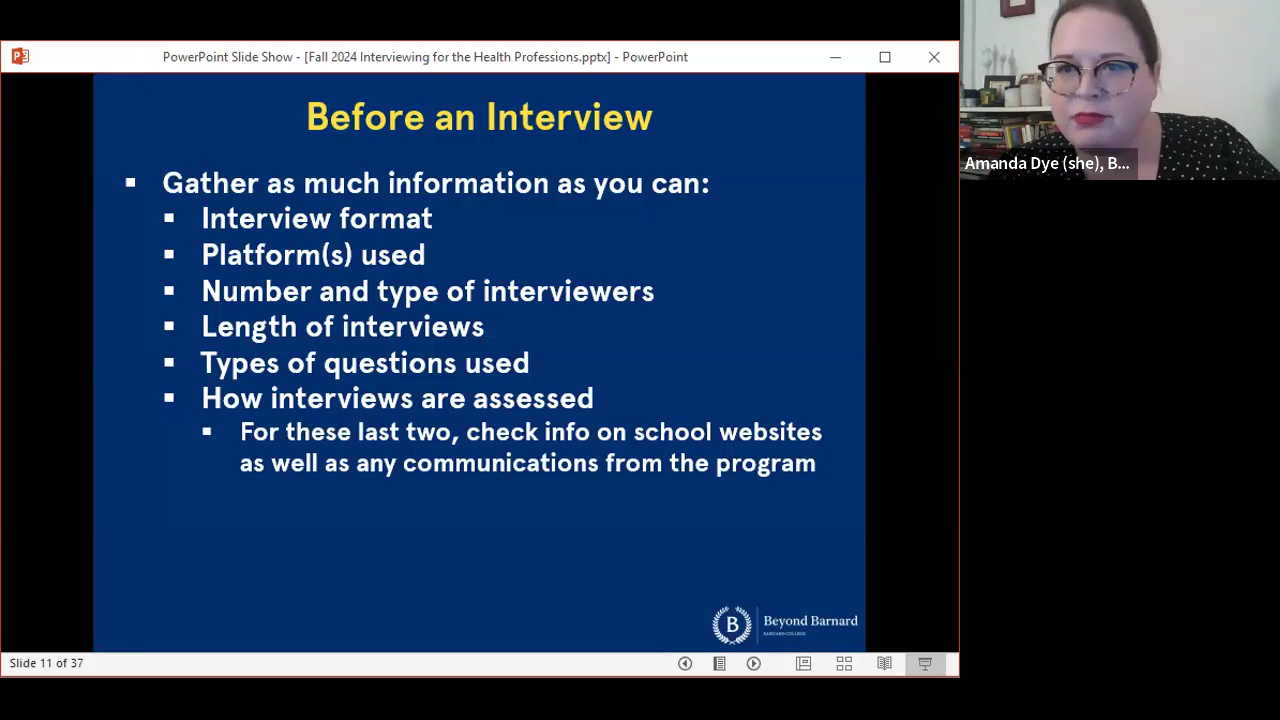 PowerPoint Slide Show - [Fall 2024 Interviewing for the Health Professions.pptx] - PowerPoint
Before an Interview
Gather as much information as you can:
Interview format
Platform(s) used
Number and type of interviewers
Length of interviews
Types of questions used
How interviews are assessed
For these last two, check info on school websites
as well as any communications from the program
B
Beyond Barnard
BARNARD COLLEGE
Slide 11 of 37
Amanda Dye (she), B...